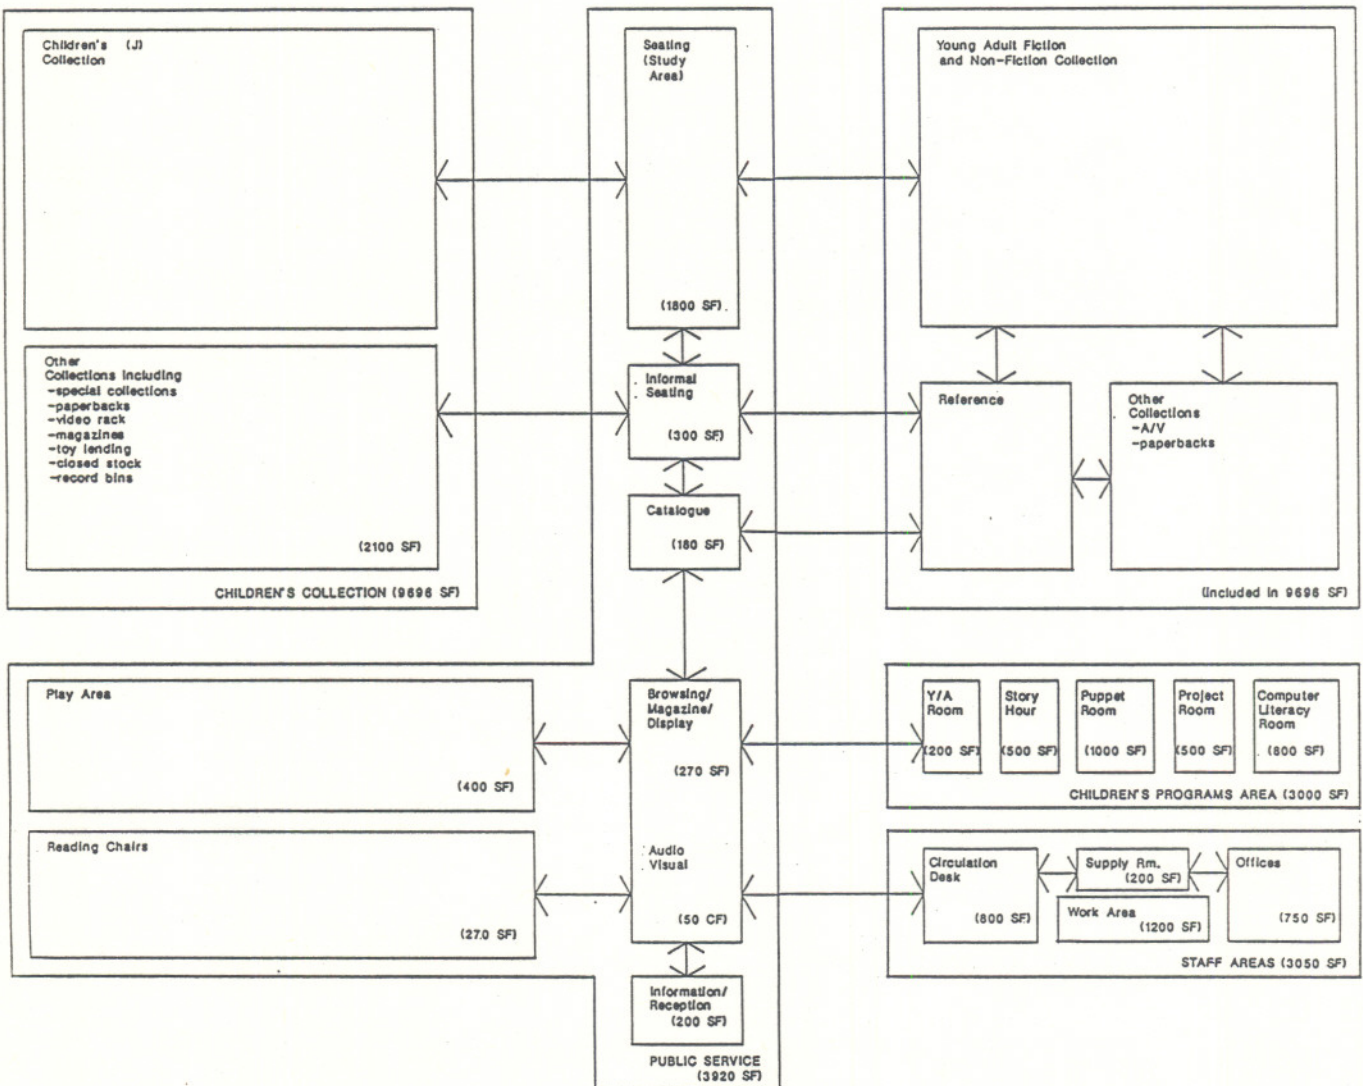 Children's (J)
Collection
Other
Collections including
-special collections
-paperbacks
-video rack
-magazines
-toy lending
-closed stock
-record bins
(2100 SF)
CHILDREN'S COLLECTION (9696 SF)
Seating
(Study
Area)
(1800 SF)
Informal
Seating
(300 SF)
Catalogue
(180 SF)
Young Adult Fiction
and Non-Fiction Collection
Reference
Other
Collections
-A/V
-paperbacks
(Included in 9696 SF)
Play Area
(400 SF)
Reading Chairs
(270 SF)
Browsing/
Magazine/
Display
(270 SF)
Audio
Visual
(50 CF)
Information/
Reception
(200 SF)
PUBLIC SERVICE
(3920 SF)
Y/A
Room
(200 SF)
Story
Hour
(500 SF)
Puppet
Room
(1000 SF)
Project
Room
(500 SF)
Computer
Literacy
Room
(800 SF)
CHILDREN'S PROGRAMS AREA (3000 SF)
Circulation
Desk
(800 SF)
Supply Rm.
(200 SF)
Work Area
(1200 SF)
Offices
(750 SF)
STAFF AREAS (3050 SF)